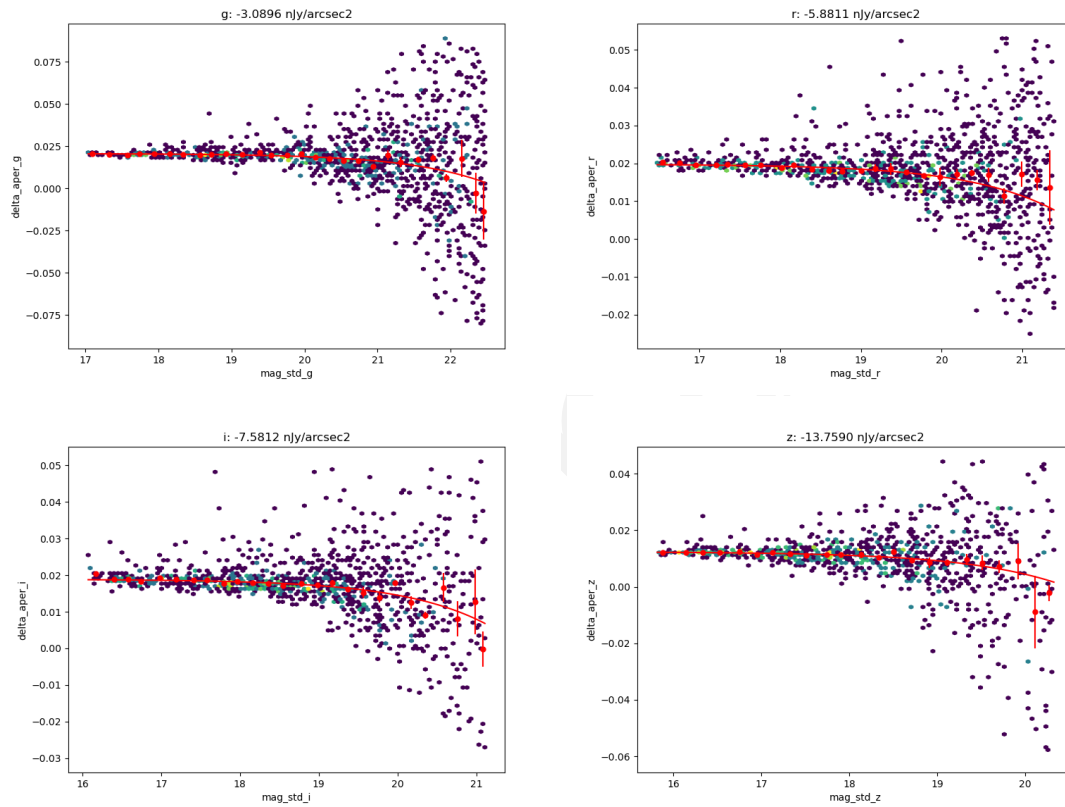 g: -3.0896 nJy/arcsec2
0.075
0.050
0.025
0.000
−0.025
−0.050
−0.075
delta_aper_g
17 18 19 20 21 22
mag_std_g
r: -5.8811 nJy/arcsec2
0.05
0.04
0.03
0.02
0.01
0.00
−0.01
−0.02
delta_aper_r
17 18 19 20 21
mag_std_r
i: -7.5812 nJy/arcsec2
0.05
0.04
0.03
0.02
0.01
0.00
−0.01
−0.02
−0.03
delta_aper_i
16 17 18 19 20 21
mag_std_i
z: -13.7590 nJy/arcsec2
0.04
0.02
0.00
−0.02
−0.04
−0.06
delta_aper_z
16 17 18 19 20
mag_std_z